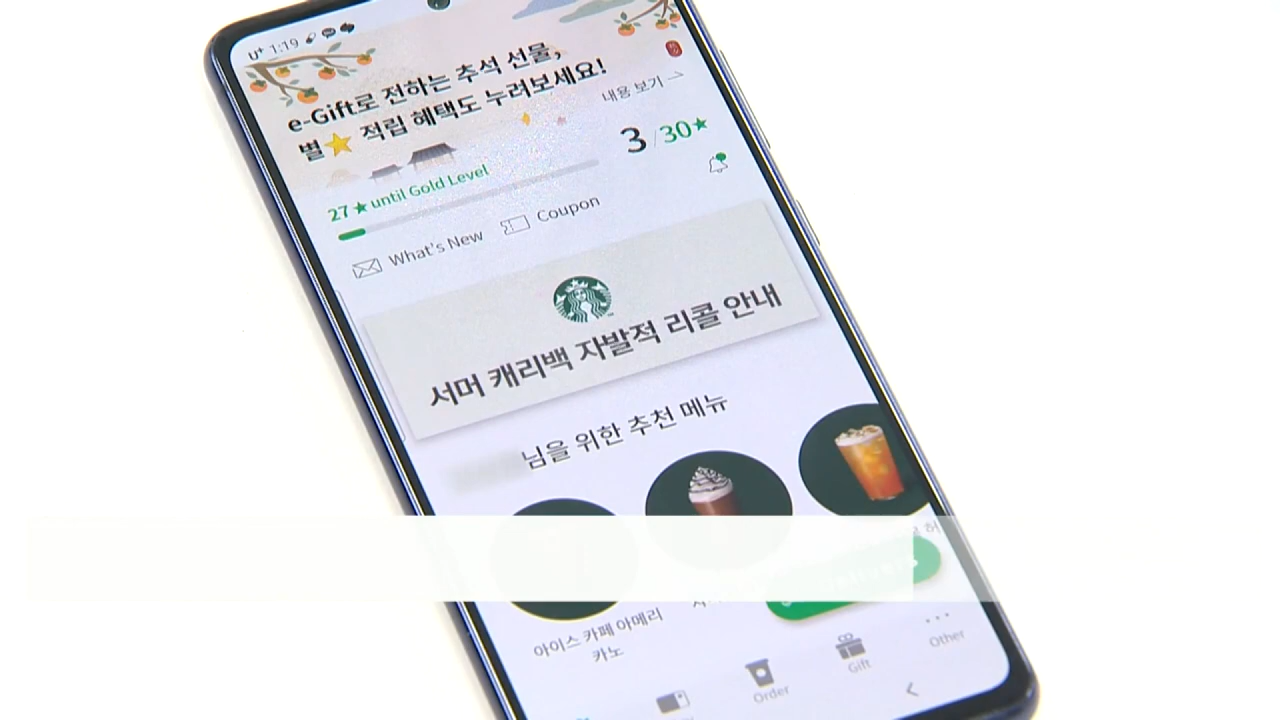 U+ 1:19
e-Gift로 전하는 추석 선물,
별⭐ 적립 혜택도 누려보세요!
내용 보기 →
27★ until Gold Level
3/30★
What's New
Coupon
서머 캐리백 자발적 리콜 안내
님을 위한 추천 메뉴
아이스 카페 아메리
카노
Order
Gift
Other